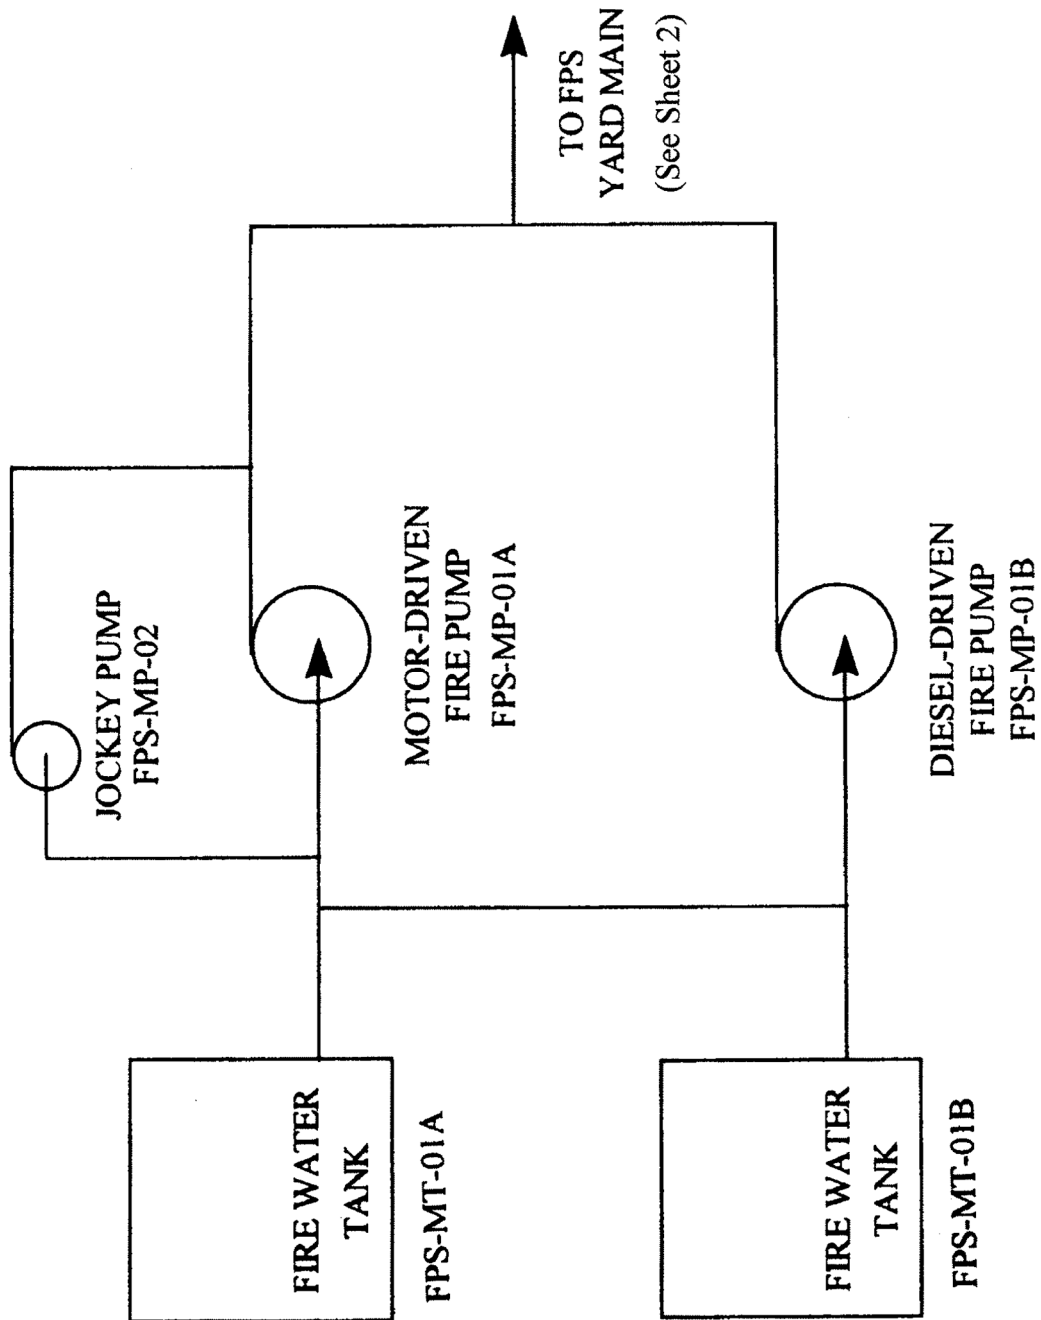 JOCKEY PUMP
FPS-MP-02
TO FPS
YARD MAIN
(See Sheet 2)
MOTOR-DRIVEN
FIRE PUMP
FPS-MP-01A
FIRE WATER
TANK
FPS-MT-01A
DIESEL-DRIVEN
FIRE PUMP
FPS-MP-01B
FIRE WATER
TANK
FPS-MT-01B